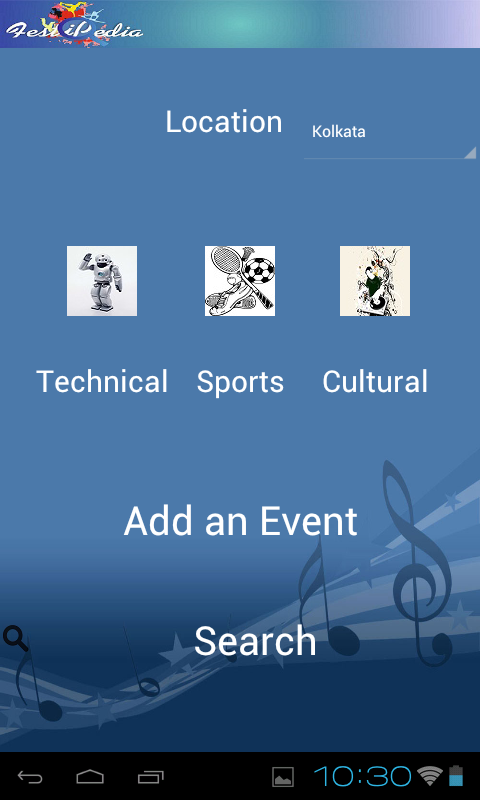 FestiPedia
Location
Kolkata
Technical Sports Cultural
Add an Event
Search
10:30